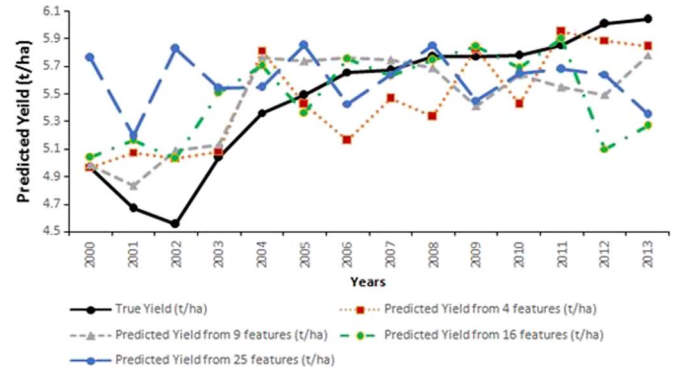 Predicted Yeild (t/ha)
6.1
5.9
5.7
5.5
5.3
5.1
4.9
4.7
4.5
2000 2001 2002 2003 2004 2005 2006 2007 2008 2009 2010 2011 2012 2013
Years
True Yield (t/ha) Predicted Yield from 4 features (t/ha)
Predicted Yield from 9 features (t/ha) Predicted Yield from 16 features (t/ha)
Predicted Yield from 25 features (t/ha)